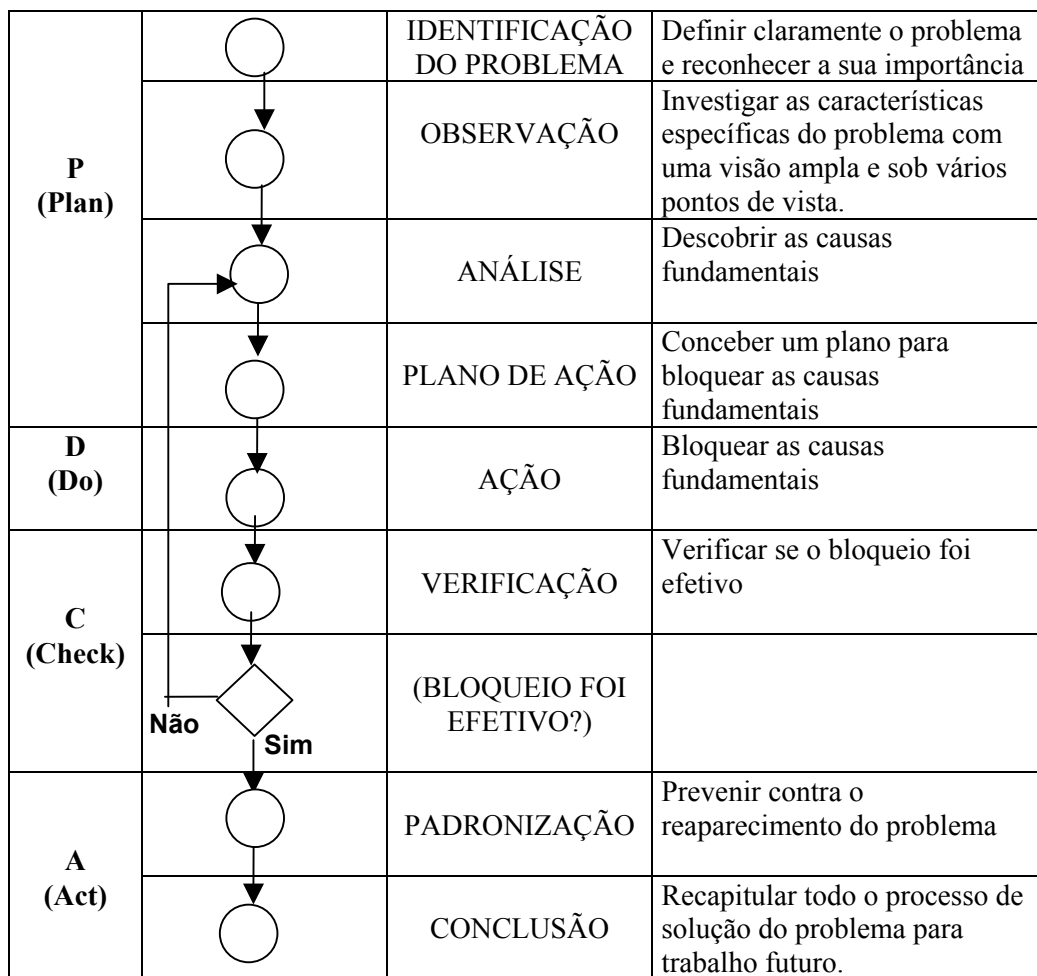 P
(Plan)
IDENTIFICAÇÃO
DO PROBLEMA
Definir claramente o problema
e reconhecer a sua importância
OBSERVAÇÃO
Investigar as características
específicas do problema com
uma visão ampla e sob vários
pontos de vista.
ANÁLISE
Descobrir as causas
fundamentais
PLANO DE AÇÃO
Conceber um plano para
bloquear as causas
fundamentais
D
(Do)
AÇÃO
Bloquear as causas
fundamentais
C
(Check)
VERIFICAÇÃO
Verificar se o bloqueio foi
efetivo
Não
Sim
(BLOQUEIO FOI
EFETIVO?)
A
(Act)
PADRONIZAÇÃO
Prevenir contra o
reaparecimento do problema
CONCLUSÃO
Recapitular todo o processo de
solução do problema para
trabalho futuro.